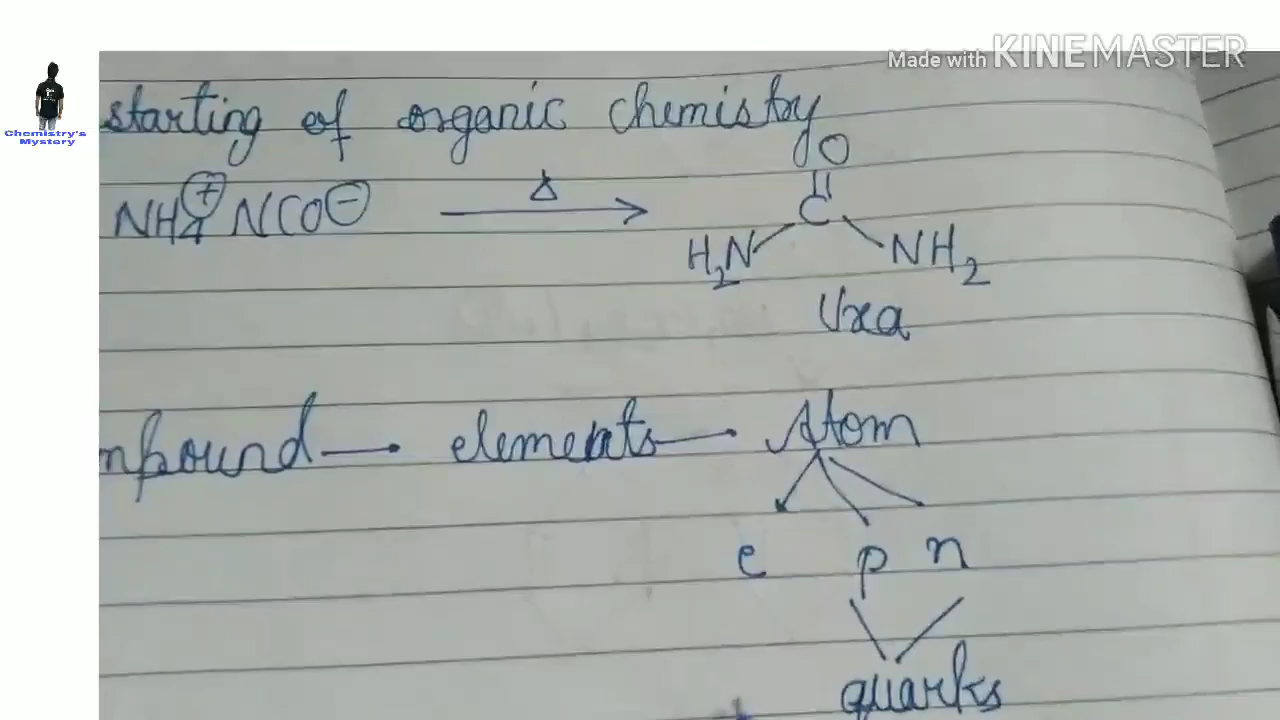 Made with KINEMASTER
Chemistry's
Mystery
starting of organic chemistry
NH₄⊕ NCO⊖ —Δ→
O
||
C
H₂N NH₂
Urea
mpound → elements → Atom
e p n
quarks